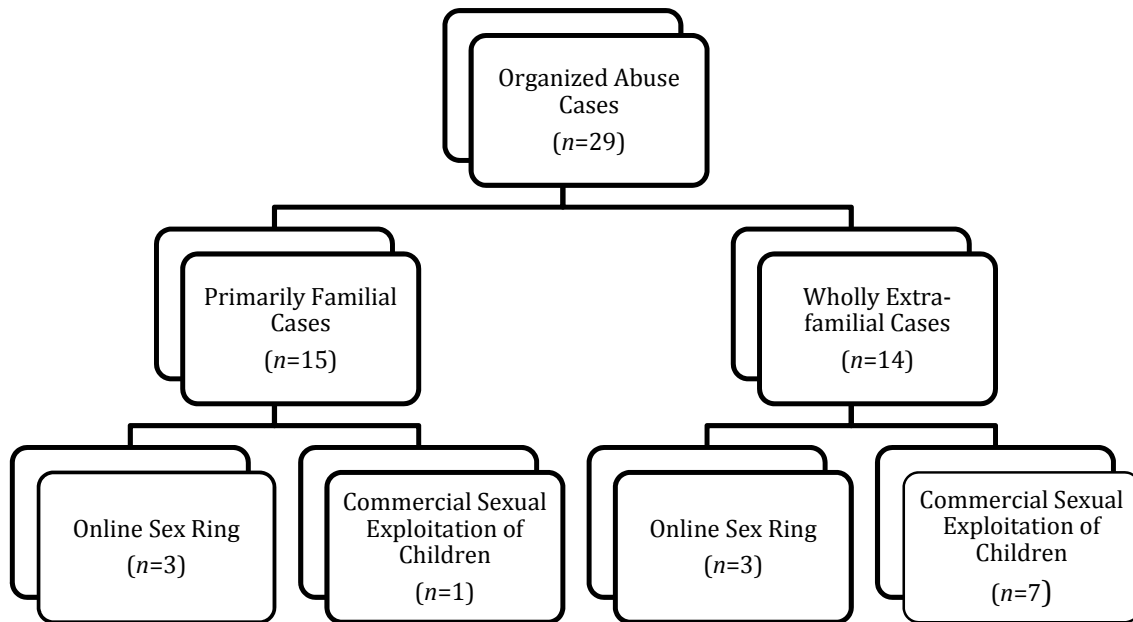 Organized Abuse
Cases
(n=29)
Primarily Familial
Cases
(n=15)
Wholly Extra-
familial Cases
(n=14)
Online Sex Ring
(n=3)
Commercial Sexual
Exploitation of
Children
(n=1)
Online Sex Ring
(n=3)
Commercial Sexual
Exploitation of
Children
(n=7)